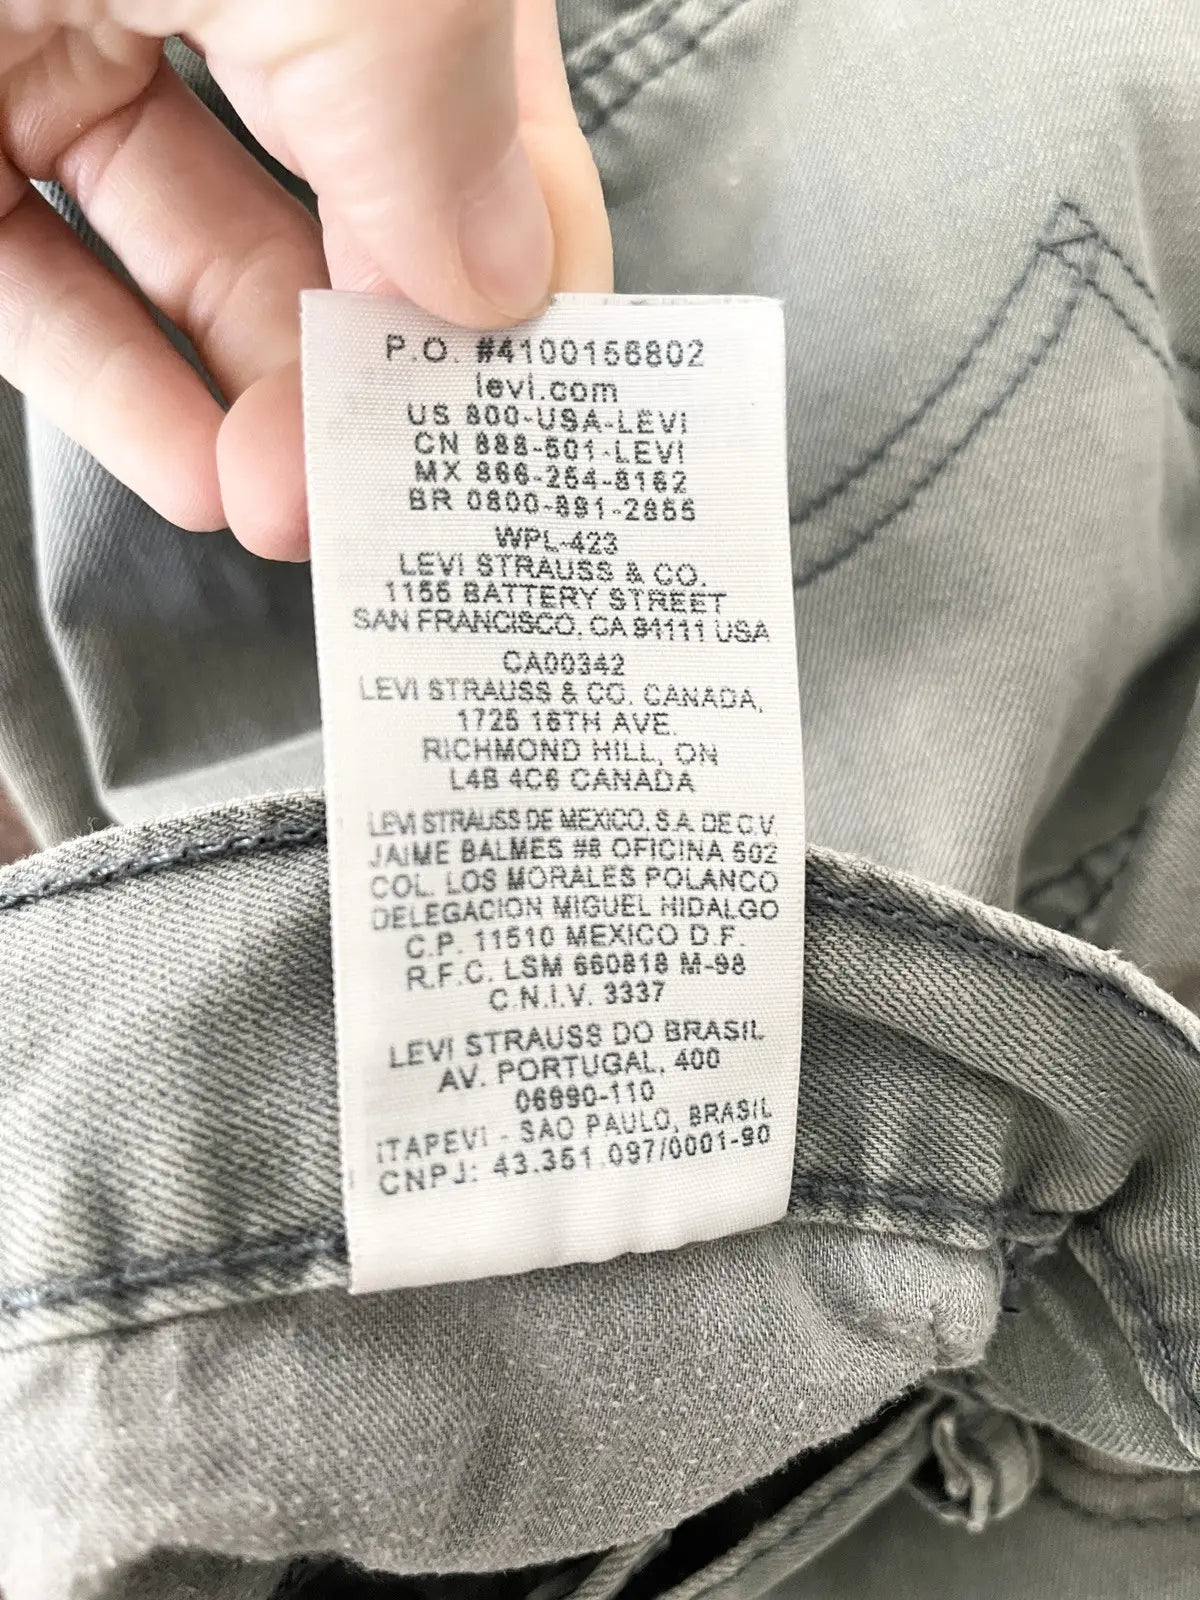 P.O. #4100156802
levi.com
US 800-USA-LEVI
CN 888-501-LEVI
MX 866-254-8162
BR 0800-891-2855
WPL-423
LEVI STRAUSS & CO.
1155 BATTERY STREET
SAN FRANCISCO, CA 94111 USA
CA00342
LEVI STRAUSS & CO. CANADA,
1725 16TH AVE.
RICHMOND HILL, ON
L4B 4C6 CANADA
LEVI STRAUSS DE MEXICO, S.A. DE C.V.
JAIME BALMES #8 OFICINA 502
COL. LOS MORALES POLANCO
DELEGACION MIGUEL HIDALGO
C.P. 11510 MEXICO D.F.
R.F.C. LSM 660818 M-98
C.N.I.V. 3337
LEVI STRAUSS DO BRASIL
AV. PORTUGAL, 400
06690-110
ITAPEVI - SAO PAULO, BRASIL
CNPJ: 43.351.097/0001-90